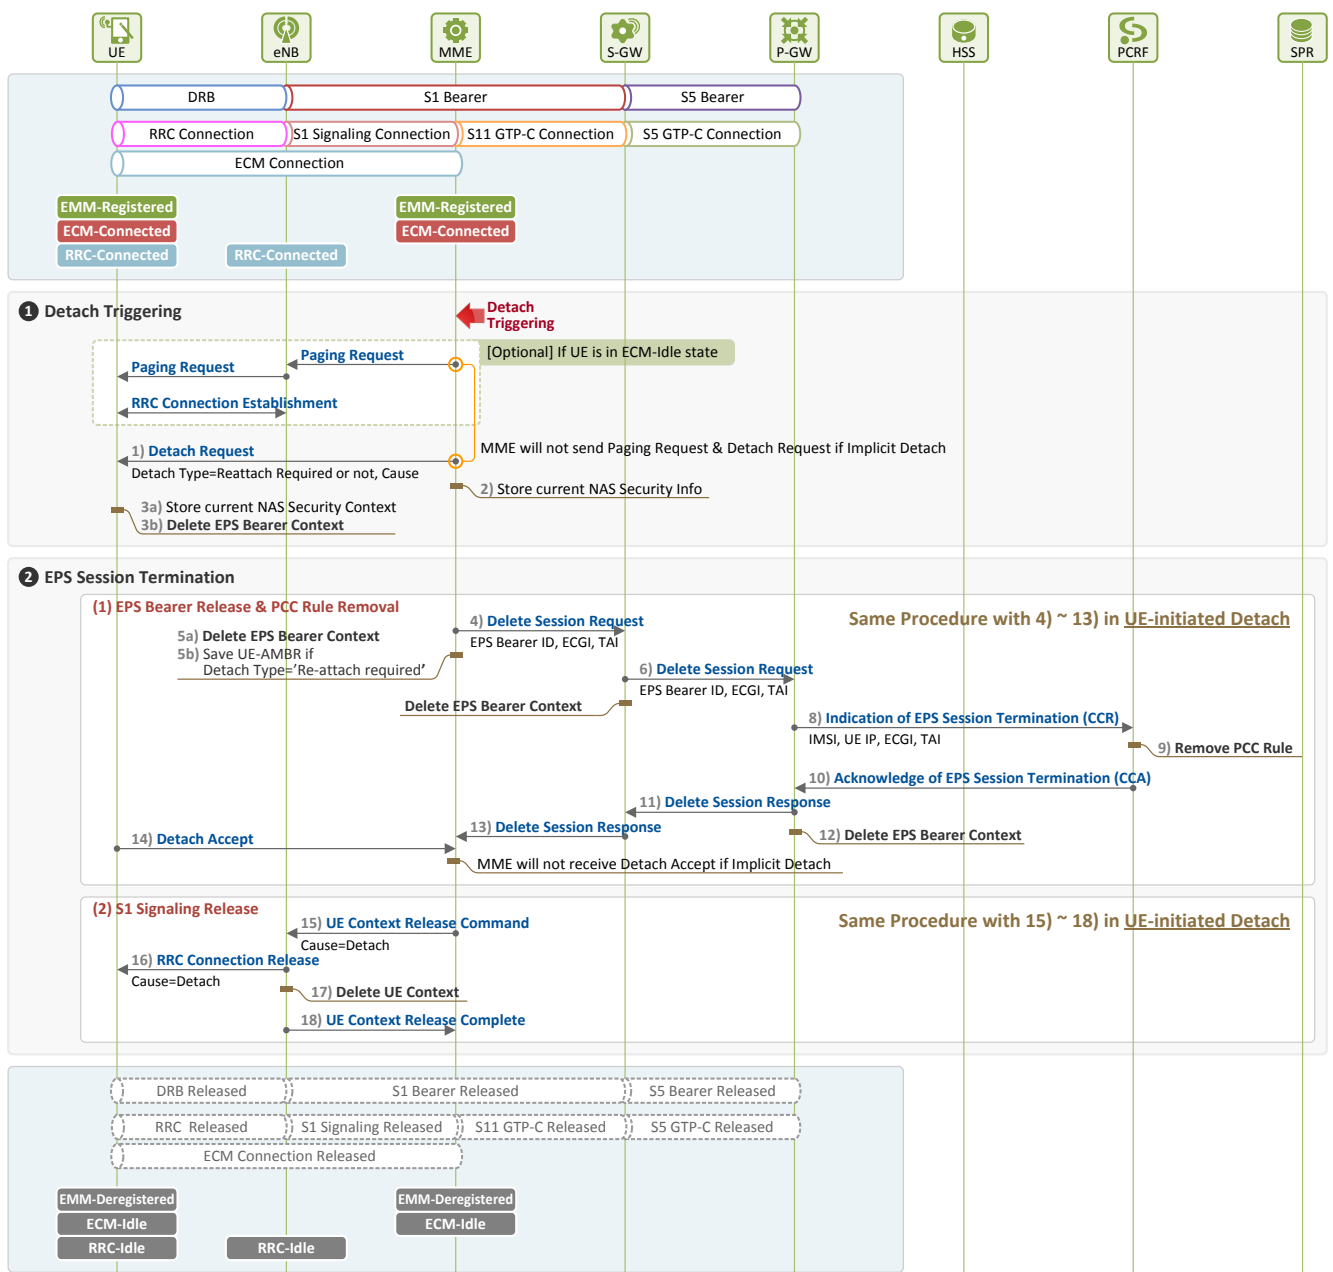 UE
eNB
MME
S-GW
P-GW
HSS
PCRF
SPR
DRB
S1 Bearer
S5 Bearer
RRC Connection
S1 Signaling Connection
S11 GTP-C Connection
S5 GTP-C Connection
ECM Connection
EMM-Registered
EMM-Registered
ECM-Connected
ECM-Connected
RRC-Connected
RRC-Connected
1 Detach Triggering
Detach
Triggering
[Optional] If UE is in ECM-Idle state
Paging Request
Paging Request
RRC Connection Establishment
MME will not send Paging Request & Detach Request if Implicit Detach
1) Detach Request
Detach Type=Reattach Required or not, Cause
2) Store current NAS Security Info
3a) Store current NAS Security Context
3b) Delete EPS Bearer Context
2 EPS Session Termination
(1) EPS Bearer Release & PCC Rule Removal
Same Procedure with 4) ~ 13) in UE-initiated Detach
4) Delete Session Request
EPS Bearer ID, ECGI, TAI
5a) Delete EPS Bearer Context
5b) Save UE-AMBR if
Detach Type='Re-attach required'
6) Delete Session Request
EPS Bearer ID, ECGI, TAI
Delete EPS Bearer Context
8) Indication of EPS Session Termination (CCR)
IMSI, UE IP, ECGI, TAI
9) Remove PCC Rule
10) Acknowledge of EPS Session Termination (CCA)
11) Delete Session Response
13) Delete Session Response
12) Delete EPS Bearer Context
14) Detach Accept
MME will not receive Detach Accept if Implicit Detach
(2) S1 Signaling Release
Same Procedure with 15) ~ 18) in UE-initiated Detach
15) UE Context Release Command
Cause=Detach
16) RRC Connection Release
Cause=Detach
17) Delete UE Context
18) UE Context Release Complete
DRB Released
S1 Bearer Released
S5 Bearer Released
RRC Released
S1 Signaling Released
S11 GTP-C Released
S5 GTP-C Released
ECM Connection Released
EMM-Deregistered
EMM-Deregistered
ECM-Idle
ECM-Idle
RRC-Idle
RRC-Idle